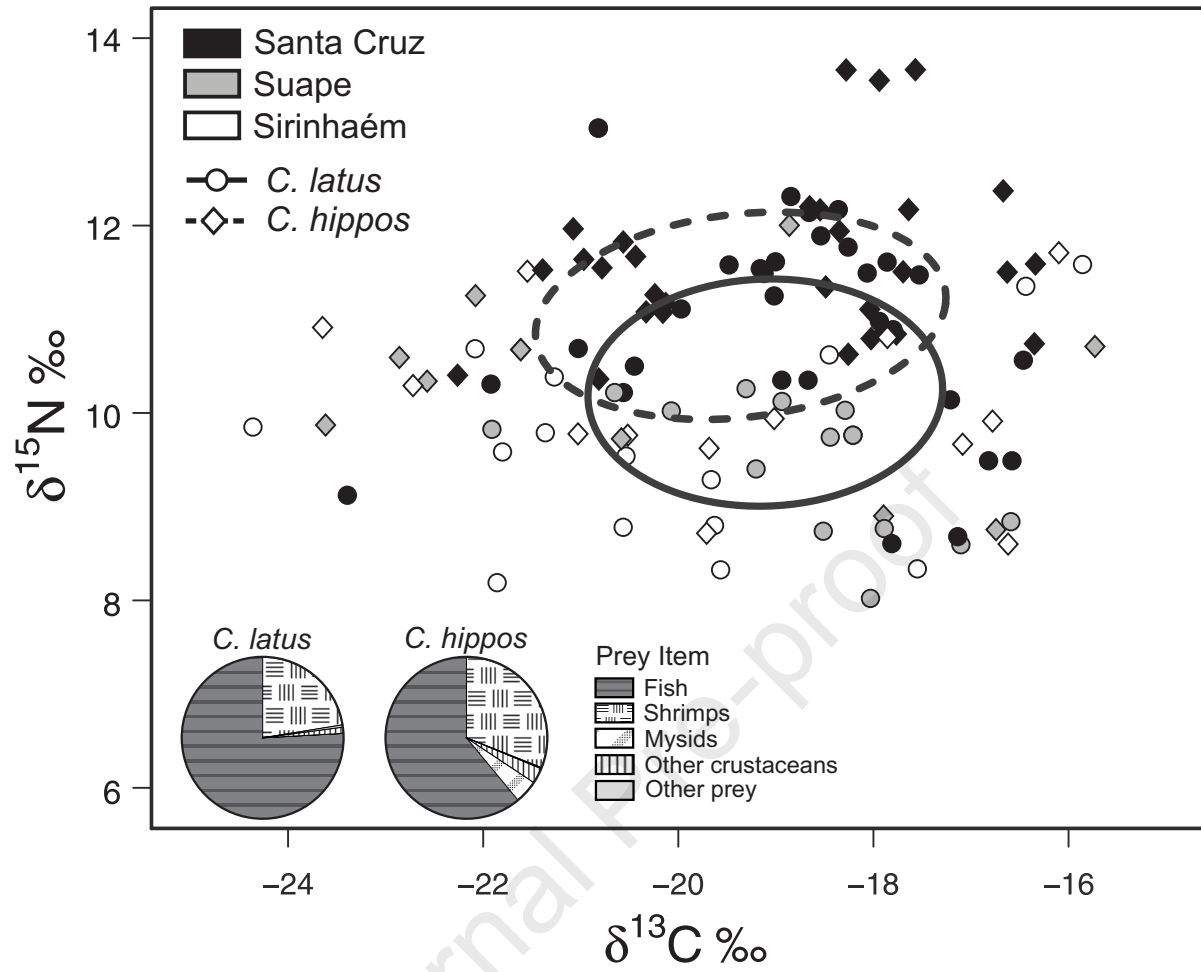 14
12
10
8
6
δ15N ‰
Santa Cruz
Suape
Sirinhaém
C. latus
C. hippos
C. latus
C. hippos
Prey Item
Fish
Shrimps
Mysids
Other crustaceans
Other prey
−24
−22
−20
−18
−16
δ13C ‰
rnal Pre-proof